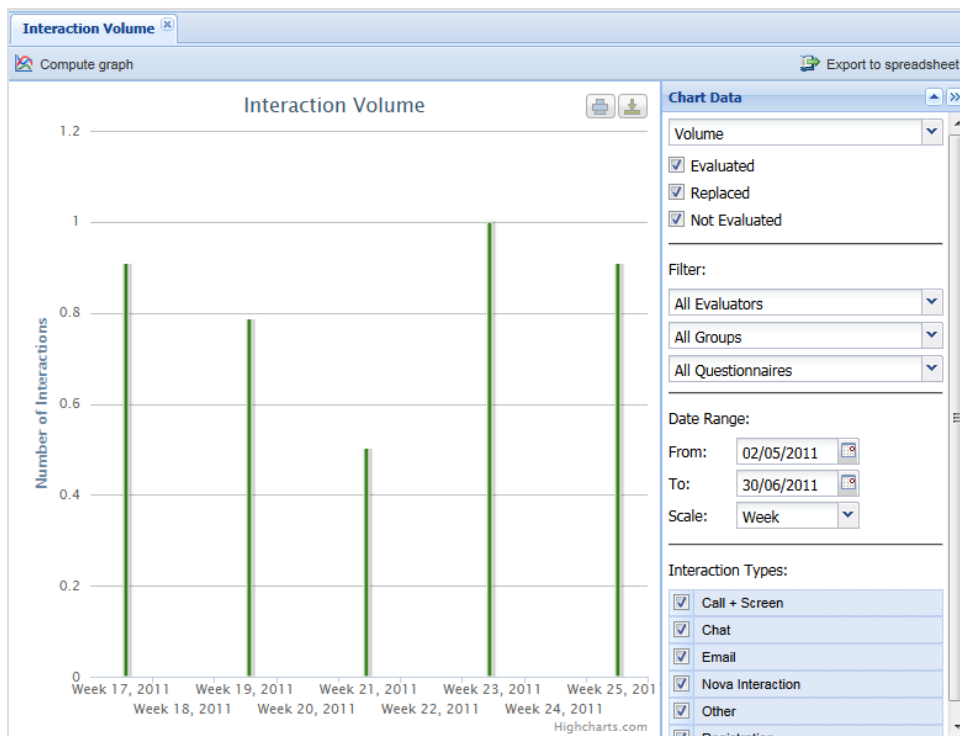 Interaction Volume
Compute graph
Export to spreadsheet
Interaction Volume
1.2
1
0.8
0.6
0.4
0.2
0
Number of Interactions
Week 17, 2011
Week 18, 2011
Week 19, 2011
Week 20, 2011
Week 21, 2011
Week 22, 2011
Week 23, 2011
Week 24, 2011
Week 25, 201
Highcharts.com
Chart Data
Volume
Evaluated
Replaced
Not Evaluated
Filter:
All Evaluators
All Groups
All Questionnaires
Date Range:
From: 02/05/2011
To: 30/06/2011
Scale: Week
Interaction Types:
Call + Screen
Chat
Email
Nova Interaction
Other